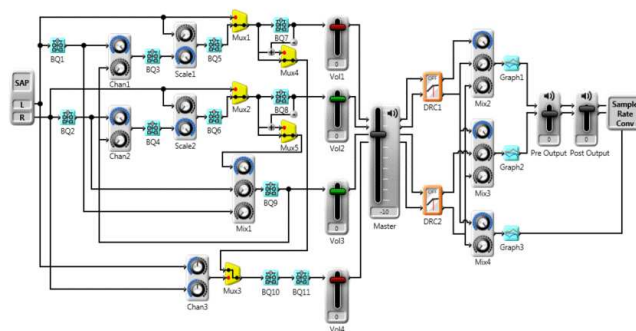 SAP
L
R
BQ1
BQ2
Chan1
Chan2
BQ3
BQ4
Scale1
Scale2
BQ5
BQ6
Mux1
Mux2
BQ7
BQ8
Mux4
Mux5
Mix1
BQ9
Chan3
Mux3
BQ10
BQ11
0
Vol1
0
Vol2
0
Vol3
0
Vol4
-10
Master
DRC1
DRC2
Mix2
Mix3
Mix4
Graph1
Graph2
Graph3
0
Pre Output
0
Post Output
Sample
Rate
Conv